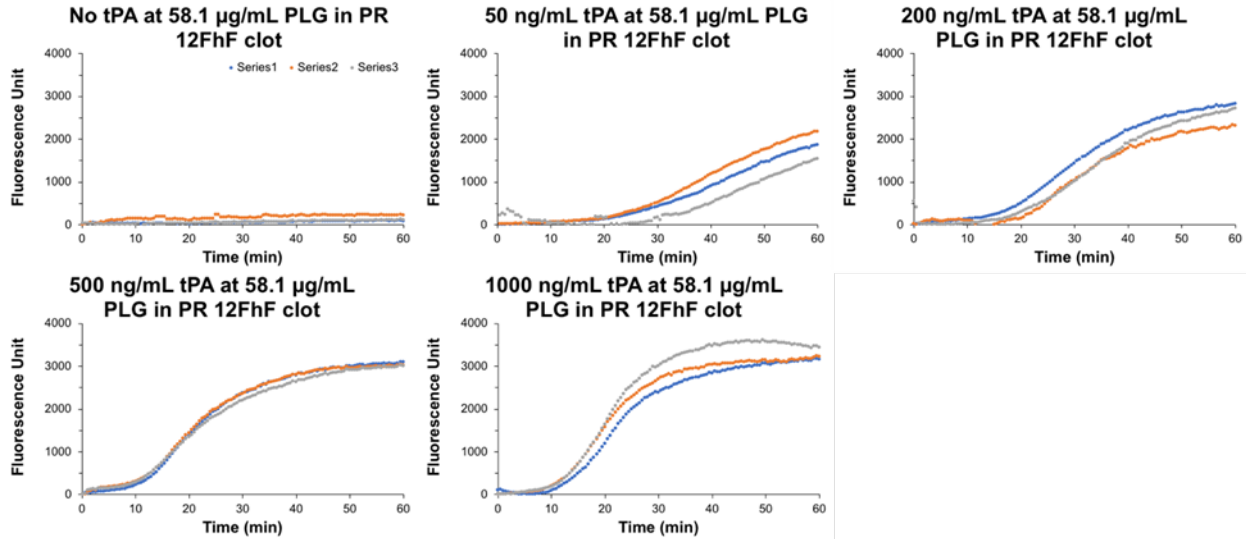 No tPA at 58.1 µg/mL PLG in PR
12FhF clot
Fluorescence Unit
4000
3000
2000
1000
0
Series1 Series2 Series3
0 10 20 30 40 50 60
Time (min)
50 ng/mL tPA at 58.1 µg/mL PLG
in PR 12FhF clot
Fluorescence Unit
4000
3000
2000
1000
0
0 10 20 30 40 50 60
Time (min)
200 ng/mL tPA at 58.1 µg/mL
PLG in PR 12FhF clot
Fluorescence Unit
4000
3000
2000
1000
0
0 10 20 30 40 50 60
Time (min)
500 ng/mL tPA at 58.1 µg/mL
PLG in PR 12FhF clot
Fluorescence Unit
4000
3000
2000
1000
0
0 10 20 30 40 50 60
Time (min)
1000 ng/mL tPA at 58.1 µg/mL
PLG in PR 12FhF clot
Fluorescence Unit
4000
3000
2000
1000
0
0 10 20 30 40 50 60
Time (min)